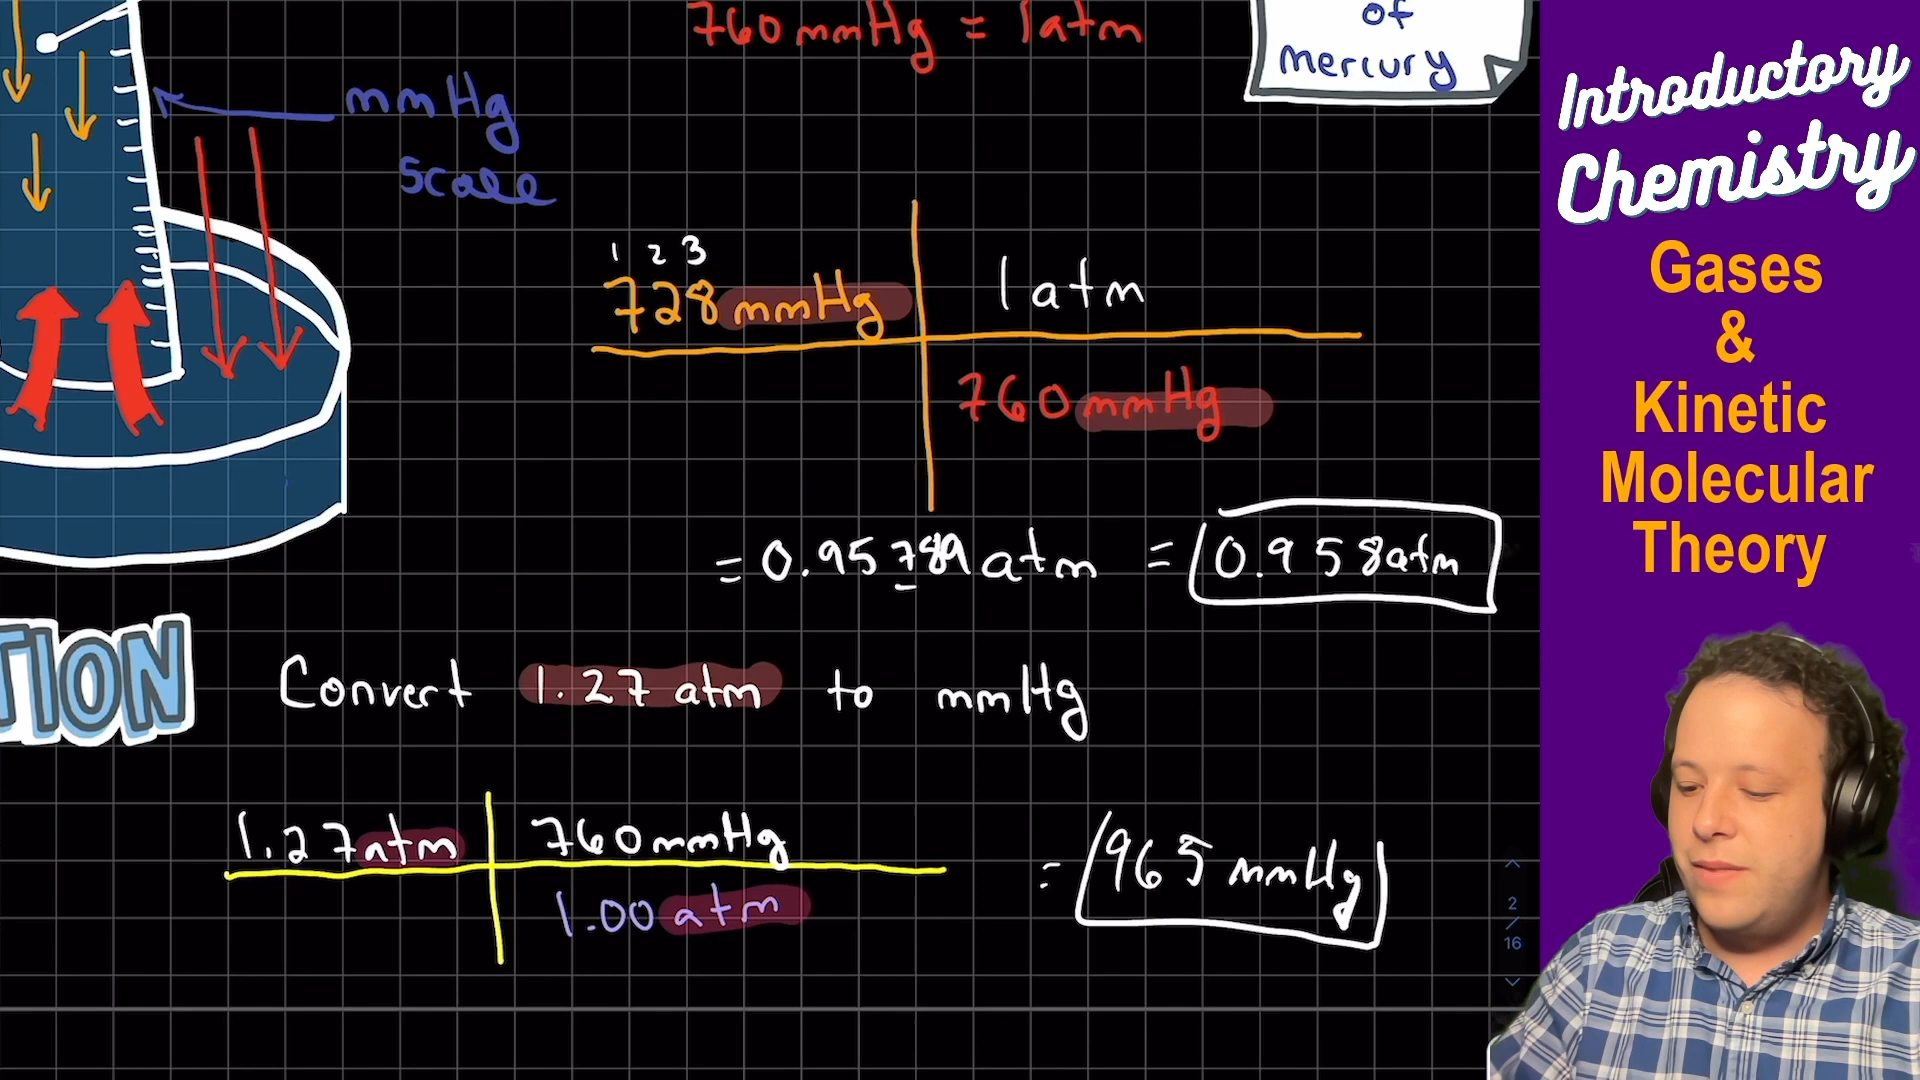 760 mmHg = 1 atm
of
mercury
mmHg
scale
1 2 3
728 mmHg
1 atm
760 mmHg
= 0.95789 atm = 0.958 atm
TION
Convert 1.27 atm to mmHg
1.27 atm
760 mmHg
1.00 atm
= 965 mmHg
2
/
16
Introductory
Chemistry
Gases
&
Kinetic
Molecular
Theory